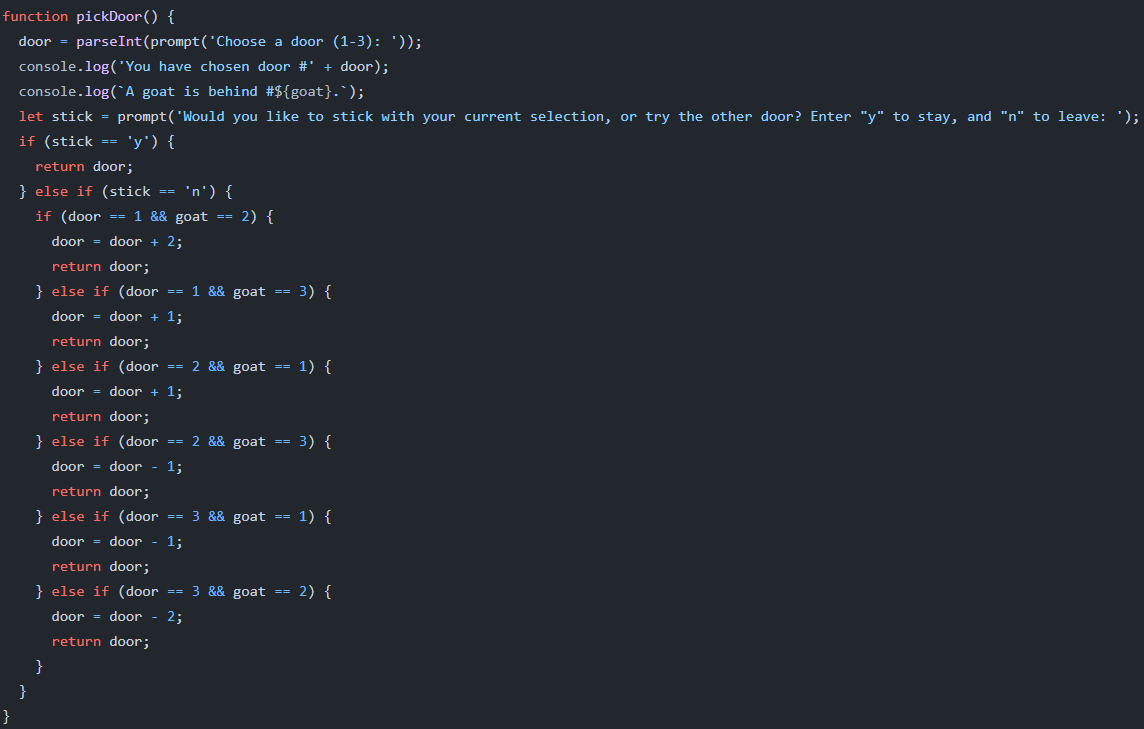 function pickDoor() {
  door = parseInt(prompt('Choose a door (1-3): '));
  console.log('You have chosen door #' + door);
  console.log(`A goat is behind #${goat}.`);
  let stick = prompt('Would you like to stick with your current selection, or try the other door? Enter "y" to stay, and "n" to leave: ');
  if (stick == 'y') {
    return door;
  } else if (stick == 'n') {
    if (door == 1 && goat == 2) {
      door = door + 2;
      return door;
    } else if (door == 1 && goat == 3) {
      door = door + 1;
      return door;
    } else if (door == 2 && goat == 1) {
      door = door + 1;
      return door;
    } else if (door == 2 && goat == 3) {
      door = door - 1;
      return door;
    } else if (door == 3 && goat == 1) {
      door = door - 1;
      return door;
    } else if (door == 3 && goat == 2) {
      door = door - 2;
      return door;
    }
  }
}